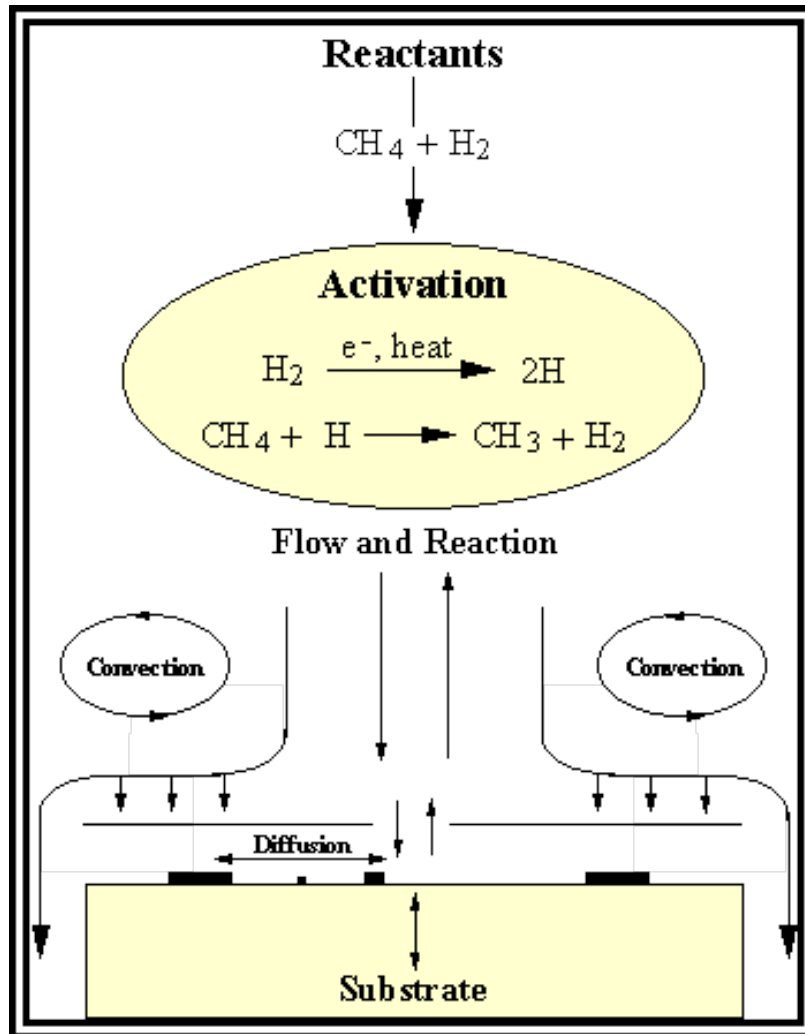 Reactants
CH₄ + H₂
Activation
H₂ e⁻, heat 2H
CH₄ + H CH₃ + H₂
Flow and Reaction
Convection Convection
Diffusion
Substrate